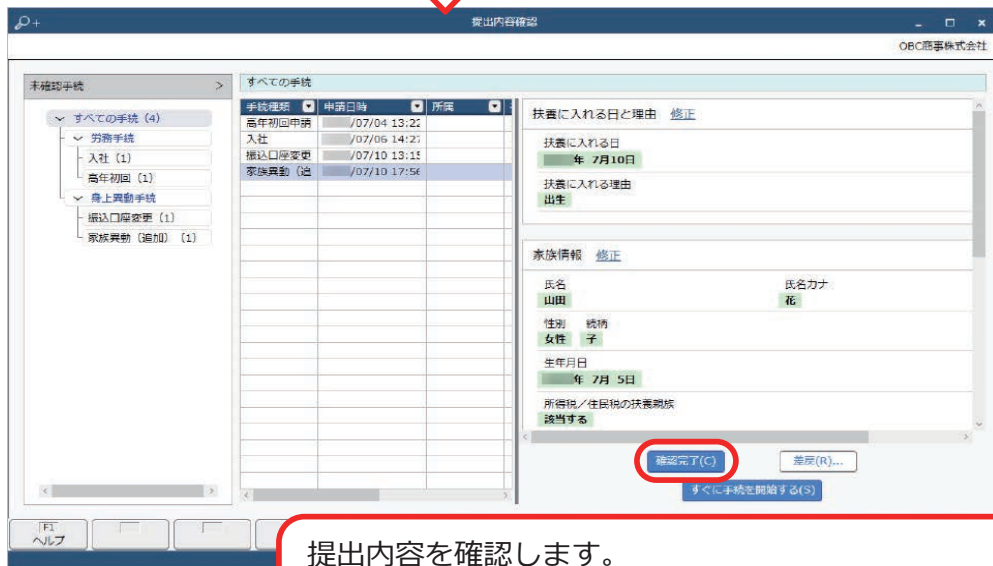 提出内容確認
OBC商事株式会社
未確認手続 >
すべての手続 (4)
労務手続
入社 (1)
高年初回 (1)
身上異動手続
振込口座変更 (1)
家族異動 (追加) (1)
すべての手続
手続種類 申請日時 所属
高年初回申請 /07/04 13:22
入社 /07/06 14:27
振込口座変更 /07/10 13:15
家族異動 (追 /07/10 17:56
扶養に入れる日と理由 修正
扶養に入れる日
年 7月10日
扶養に入れる理由
出生
家族情報 修正
氏名 氏名カナ
山田 花
性別 続柄
女性 子
生年月日
年 7月 5日
所得税／住民税の扶養親族
該当する
確認完了(C) 差戻(R)...
すぐに手続を開始する(S)
F1
ヘルプ
提出内容を確認します。